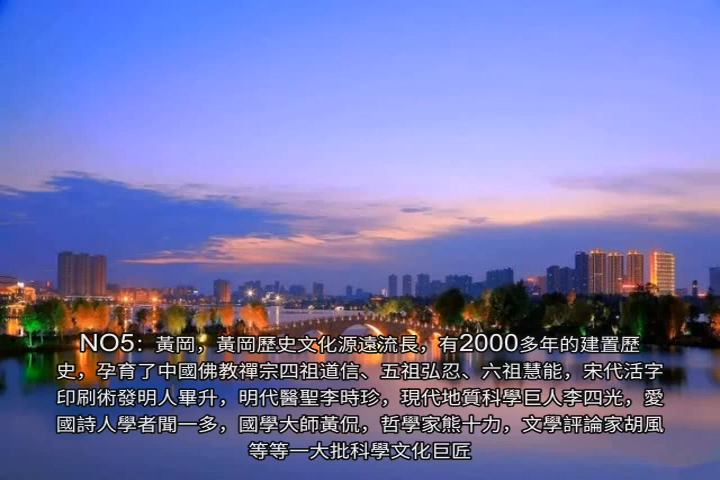 NO5：黃岡，黃岡歷史文化源遠流長，有2000多年的建置歷
史，孕育了中國佛教禪宗四祖道信、五祖弘忍、六祖慧能，宋代活字
印刷術發明人畢升，明代醫聖李時珍，現代地質科學巨人李四光，愛
國詩人學者聞一多，國學大師黃侃，哲學家熊十力，文學評論家胡風
等等一大批科學文化巨匠